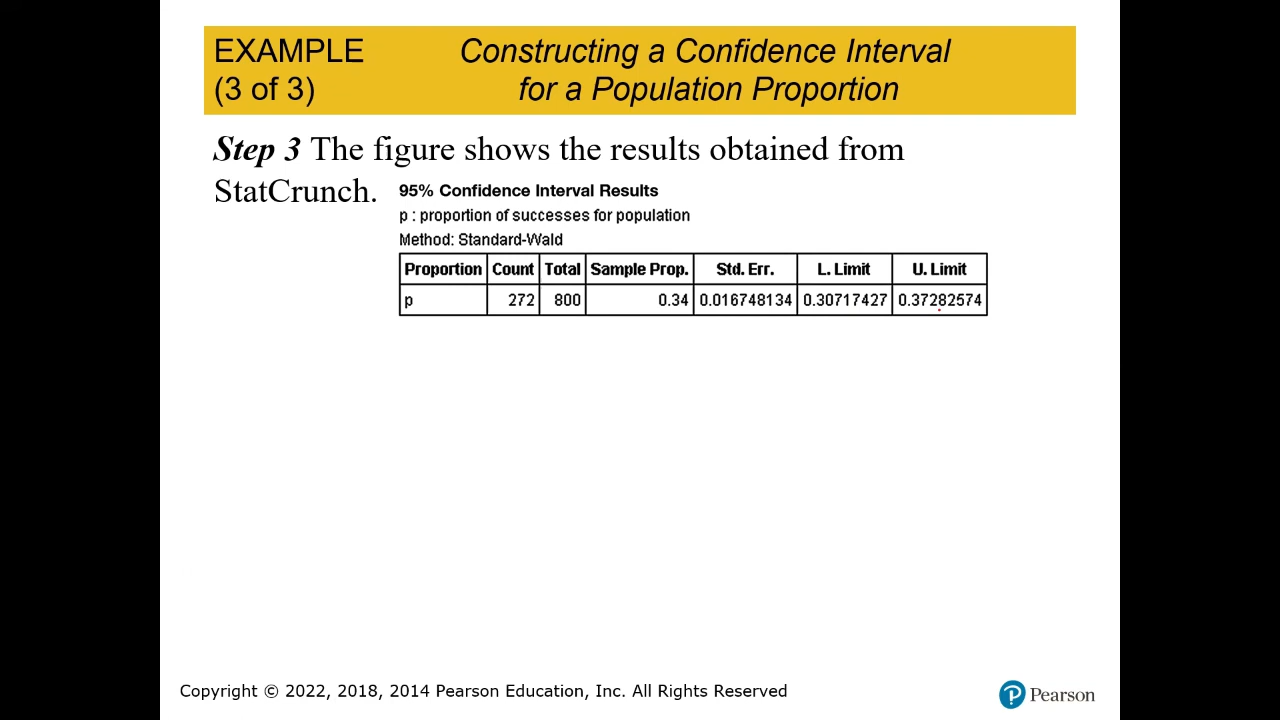 EXAMPLE
(3 of 3)
Constructing a Confidence Interval
for a Population Proportion
Step 3 The figure shows the results obtained from
StatCrunch.
95% Confidence Interval Results
p : proportion of successes for population
Method: Standard-Wald
Proportion Count Total Sample Prop. Std. Err. L. Limit U. Limit
p 272 800 0.34 0.016748134 0.30717427 0.37282574
Copyright © 2022, 2018, 2014 Pearson Education, Inc. All Rights Reserved
P Pearson